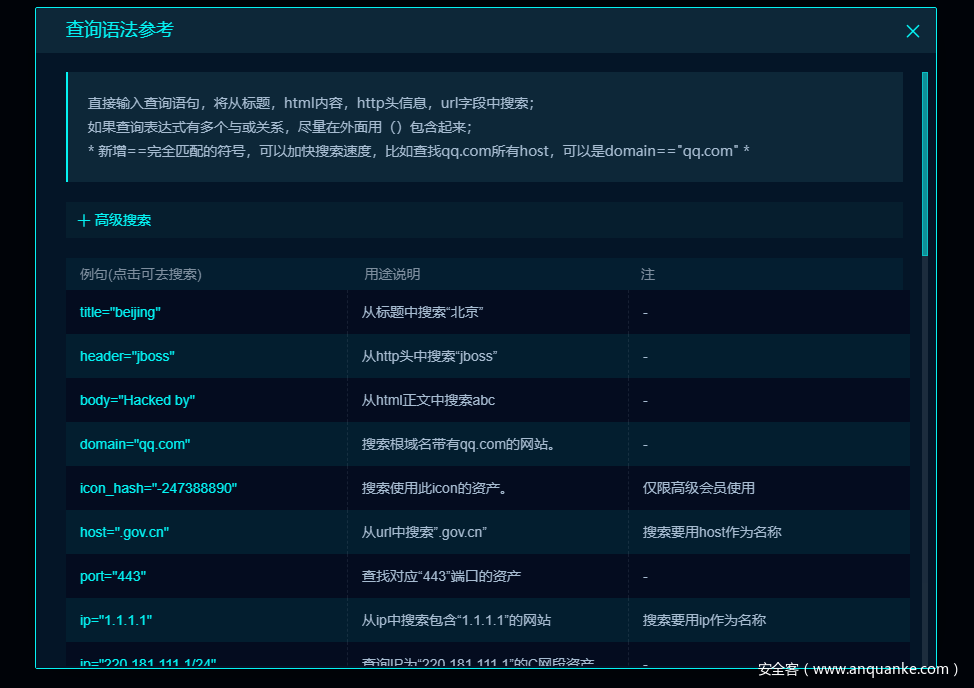 查询语法参考
直接输入查询语句，将从标题，html内容，http头信息，url字段中搜索；
如果查询表达式有多个与或关系，尽量在外面用（）包含起来；
* 新增==完全匹配的符号，可以加快搜索速度，比如查找qq.com所有host，可以是domain=="qq.com" *
高级搜索
例句(点击可去搜索) 用途说明 注
title="beijing" 从标题中搜索“北京” -
header="jboss" 从http头中搜索“jboss” -
body="Hacked by" 从html正文中搜索abc -
domain="qq.com" 搜索根域名带有qq.com的网站。 -
icon_hash="-247388890" 搜索使用此icon的资产。 仅限高级会员使用
host=".gov.cn" 从url中搜索”.gov.cn” 搜索要用host作为名称
port="443" 查找对应“443”端口的资产 -
ip="1.1.1.1" 从ip中搜索包含“1.1.1.1”的网站 搜索要用ip作为名称
ip="220.181.111.1/24" 查询IP为“220.181.111.1”的C网段资产 -
安全客（www.anquanke.com）